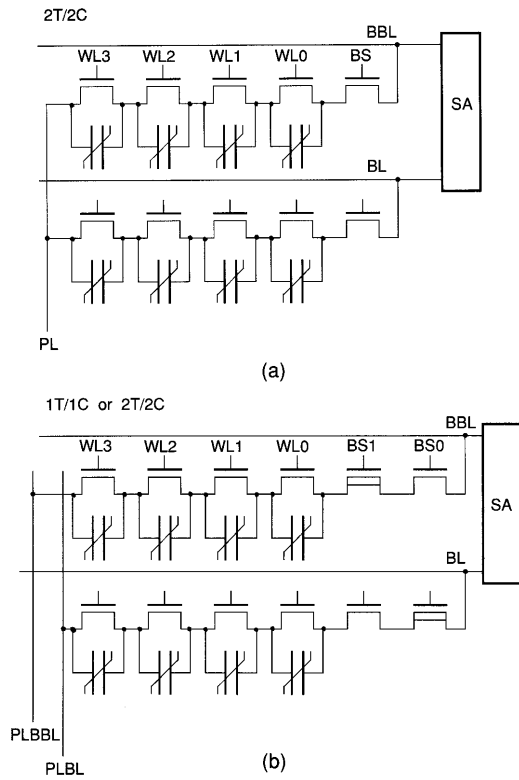 2T/2C
BBL
WL3 WL2 WL1 WL0 BS
SA
BL
PL
(a)
1T/1C or 2T/2C
BBL
WL3 WL2 WL1 WL0 BS1 BS0
SA
BL
PLBBL
PLBL
(b)